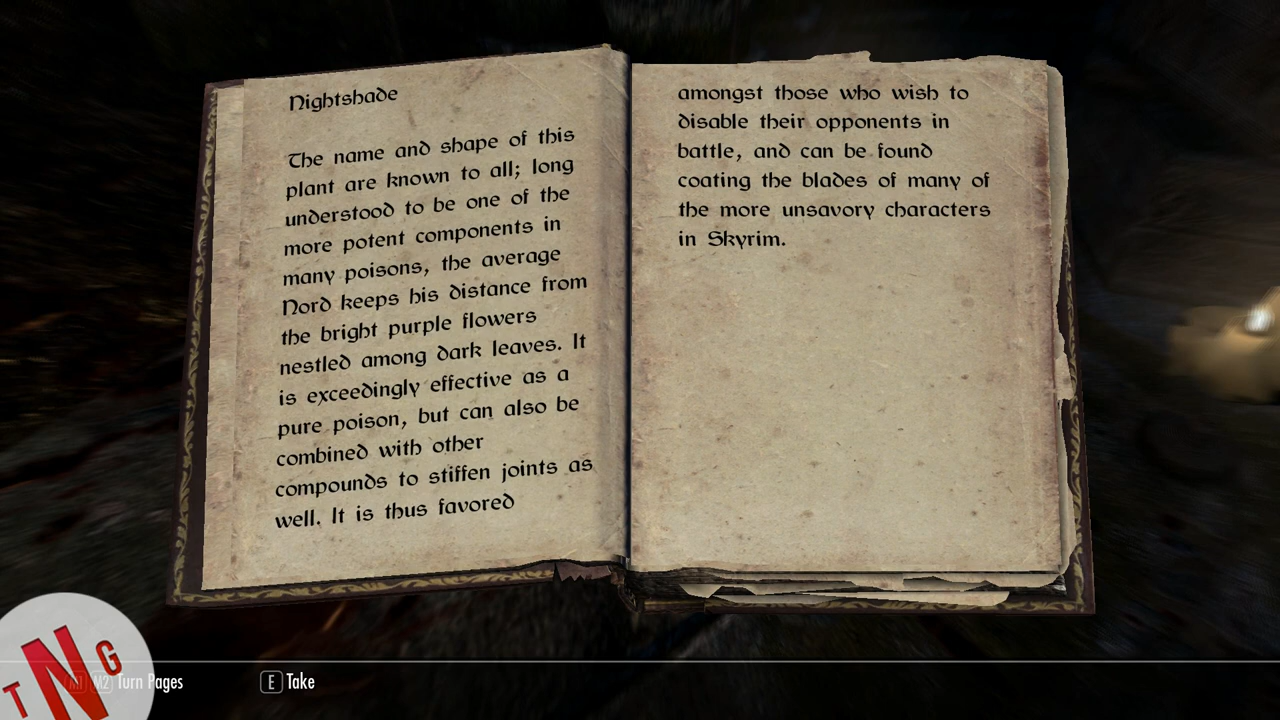 Nightshade
The name and shape of this
plant are known to all; long
understood to be one of the
more potent components in
many poisons, the average
Nord keeps his distance from
the bright purple flowers
nestled among dark leaves. It
is exceedingly effective as a
pure poison, but can also be
combined with other
compounds to stiffen joints as
well. It is thus favored
amongst those who wish to
disable their opponents in
battle, and can be found
coating the blades of many of
the more unsavory characters
in Skyrim.
T N G
M1 M2 Turn Pages
E Take